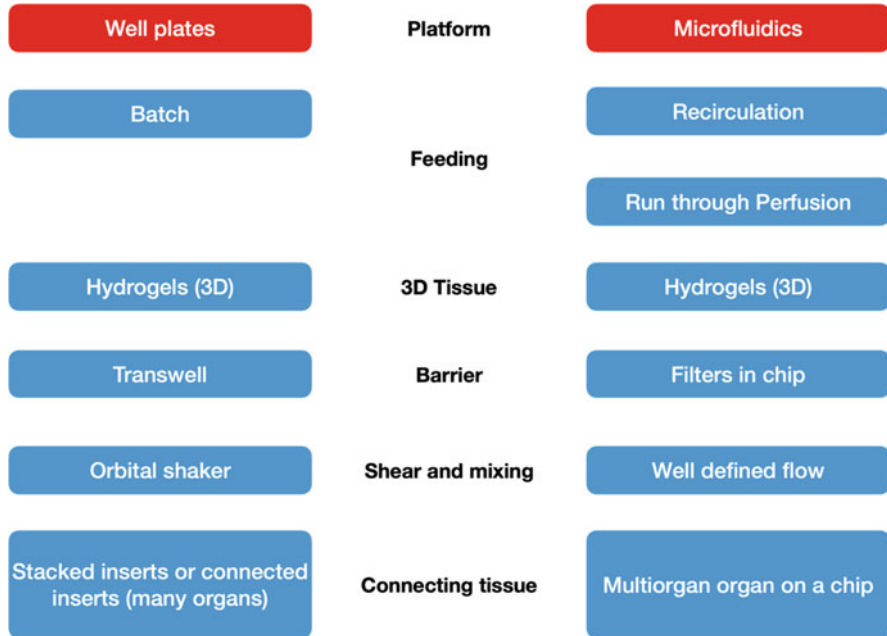 Well plates
Platform
Microfluidics
Batch
Feeding
Recirculation
Run through Perfusion
Hydrogels (3D)
3D Tissue
Hydrogels (3D)
Transwell
Barrier
Filters in chip
Orbital shaker
Shear and mixing
Well defined flow
Stacked inserts or connected
inserts (many organs)
Connecting tissue
Multiorgan organ on a chip